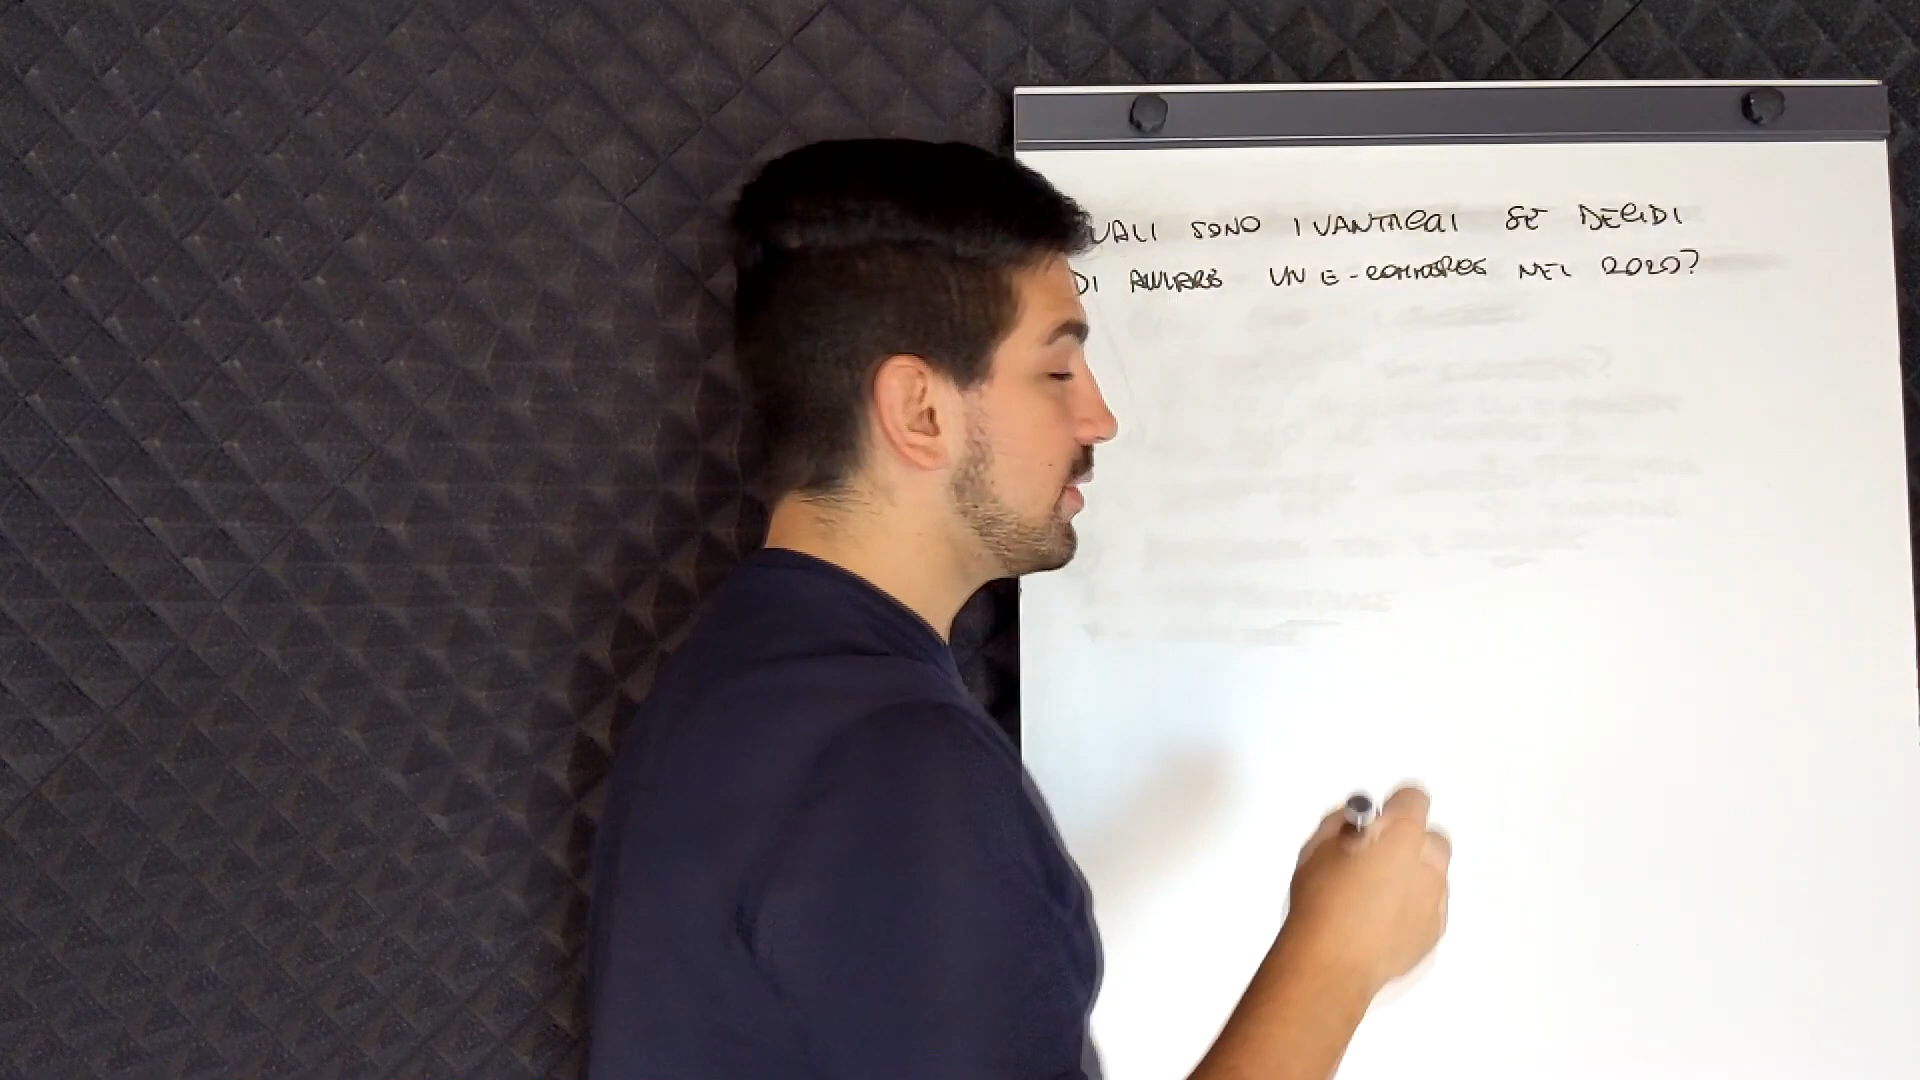 UALI SONO I VANTAGGI SE DECIDI
DI AVVIARE UN E-COMMERCE NEL 2020?